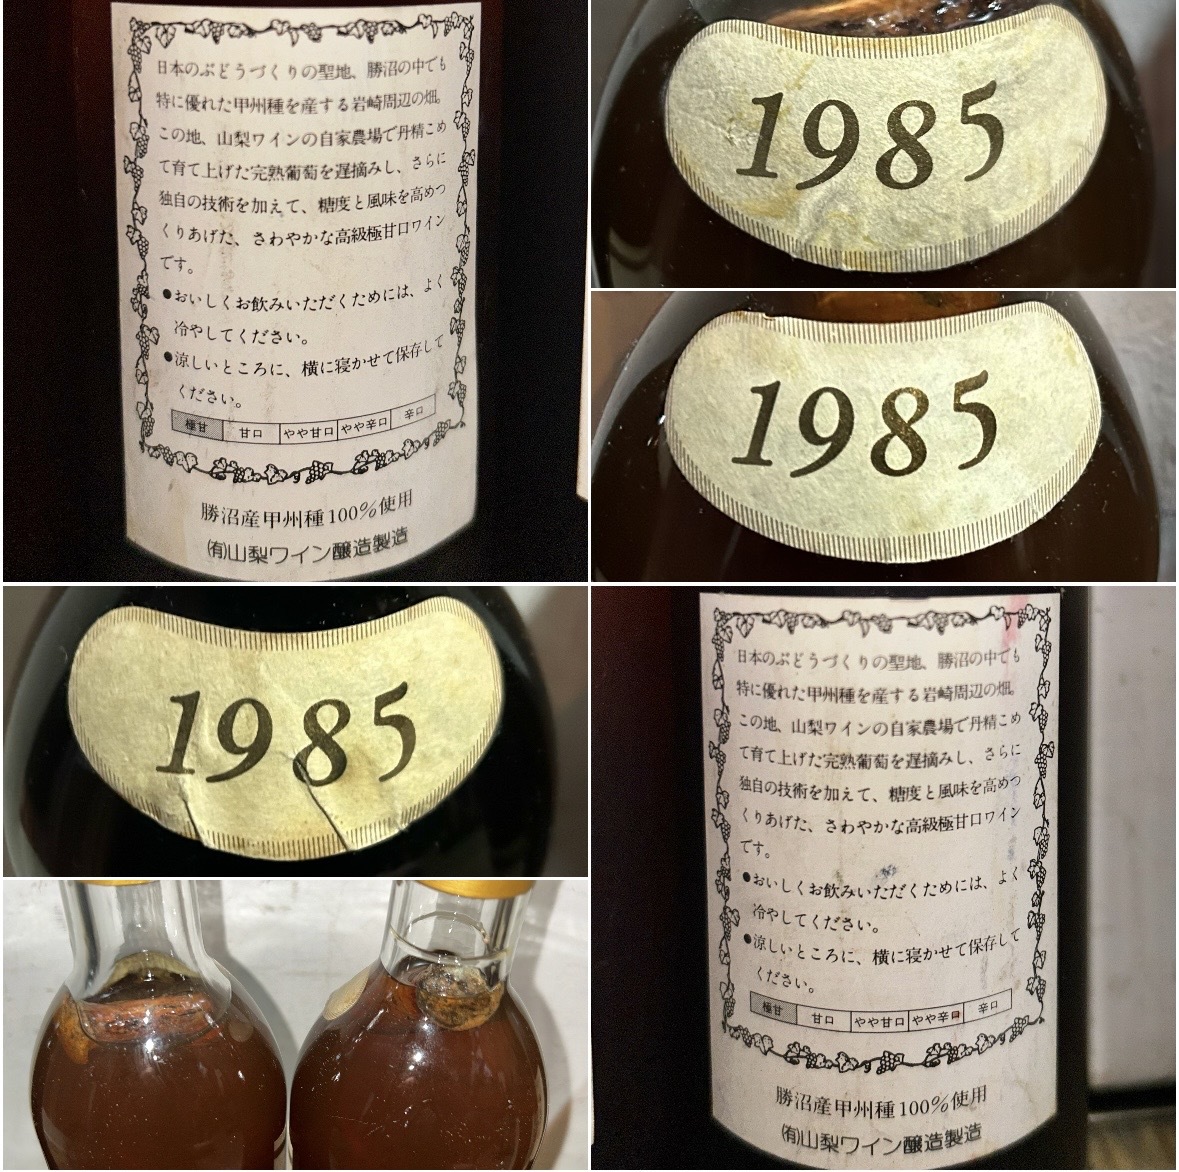 日本のぶどうづくりの聖地、勝沼の中でも
特に優れた甲州種を産する岩崎周辺の畑。
この地、山梨ワインの自家農場で丹精こめ
て育て上げた完熟葡萄を遅摘みし、さらに
独自の技術を加えて、糖度と風味を高めつ
くりあげた、さわやかな高級極甘口ワイン
です。
●おいしくお飲みいただくためには、よく
冷やしてください。
●涼しいところに、横に寝かせて保存して
ください。
極甘 甘口 やや甘口 やや辛口 辛口
勝沼産甲州種100%使用
㈲山梨ワイン醸造製造
1985
1985
1985
日本のぶどうづくりの聖地、勝沼の中でも
特に優れた甲州種を産する岩崎周辺の畑。
この地、山梨ワインの自家農場で丹精こめ
て育て上げた完熟葡萄を遅摘みし、さらに
独自の技術を加えて、糖度と風味を高めつ
くりあげた、さわやかな高級極甘口ワイン
です。
●おいしくお飲みいただくためには、よく
冷やしてください。
●涼しいところに、横に寝かせて保存して
ください。
極甘 甘口 やや甘口 やや辛口 辛口
勝沼産甲州種100%使用
㈲山梨ワイン醸造製造